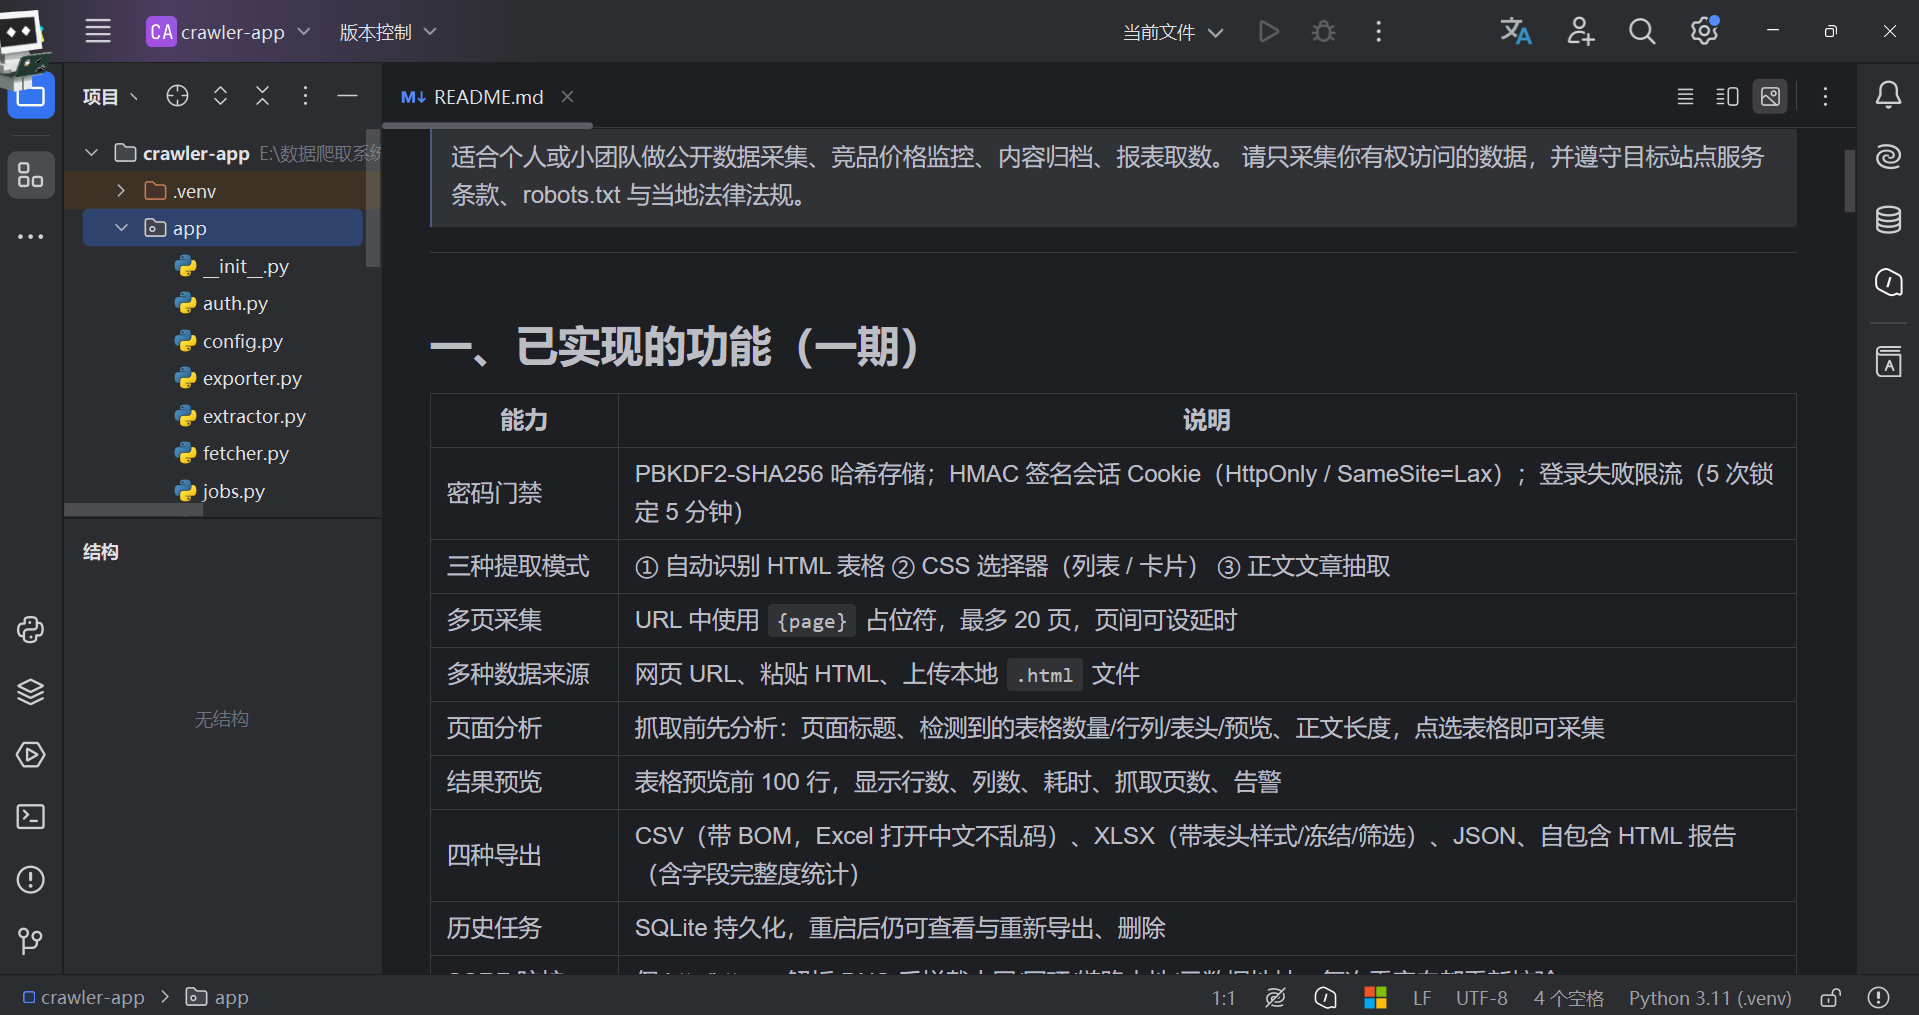 CA crawler-app 版本控制 当前文件
项目
README.md
crawler-app E:\数据爬取系统
.venv
app
__init__.py
auth.py
config.py
exporter.py
extractor.py
fetcher.py
jobs.py
结构
无结构
适合个人或小团队做公开数据采集、竞品价格监控、内容归档、报表取数。 请只采集你有权访问的数据，并遵守目标站点服务
条款、robots.txt 与当地法律法规。
一、已实现的功能（一期）
能力 说明
密码门禁 PBKDF2-SHA256 哈希存储；HMAC 签名会话 Cookie（HttpOnly / SameSite=Lax）；登录失败限流（5 次锁
定 5 分钟）
三种提取模式 ① 自动识别 HTML 表格 ② CSS 选择器（列表 / 卡片） ③ 正文文章抽取
多页采集 URL 中使用 {page} 占位符，最多 20 页，页间可设延时
多种数据来源 网页 URL、粘贴 HTML、上传本地 .html 文件
页面分析 抓取前先分析：页面标题、检测到的表格数量/行列/表头/预览、正文长度，点选表格即可采集
结果预览 表格预览前 100 行，显示行数、列数、耗时、抓取页数、告警
四种导出 CSV（带 BOM，Excel 打开中文不乱码）、XLSX（带表头样式/冻结/筛选）、JSON、自包含 HTML 报告
（含字段完整度统计）
历史任务 SQLite 持久化，重启后仍可查看与重新导出、删除
crawler-app app 1:1 LF UTF-8 4 个空格 Python 3.11 (.venv)